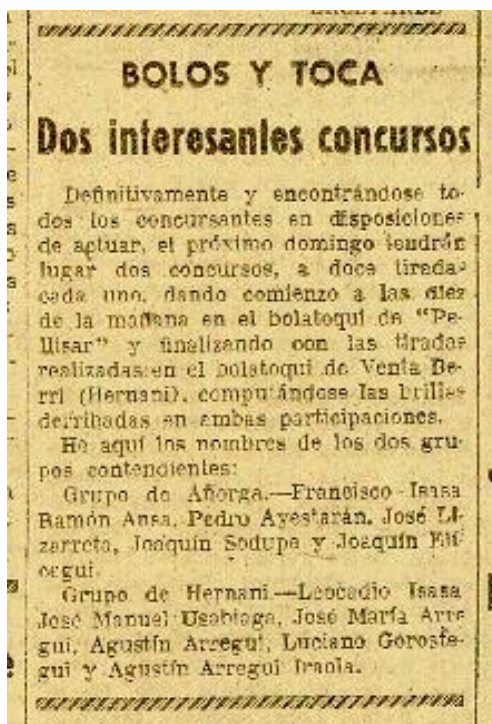 BOLOS Y TOCA
Dos interesantes concursos
Definitivamente y encontrándose to-
dos los concursantes en disposiciones
de actuar, el próximo domingo tendrán
lugar dos concursos, a doce tiradas
cada uno, dando comienzo a las diez
de la mañana en el bolatoqui de "Pe-
llisar" y finalizando con las tiradas
realizadas en el bolatoqui de Venta Be-
rri (Hernani), computándose las brillas
derribadas en ambas participaciones.
He aquí los nombres de los dos gru-
pos contendientes:
Grupo de Añorga.—Francisco Isasa
Ramón Ansa, Pedro Ayestarán, José Li-
zarreta, Joaquín Sodupe y Joaquín
Grupo de Hernani.—Leocadio Isasa
José Manuel Usabiaga, José María Arre
gui, Agustín Arregui, Luciano Goroste-
gui y Agustín Arregui Iraola.